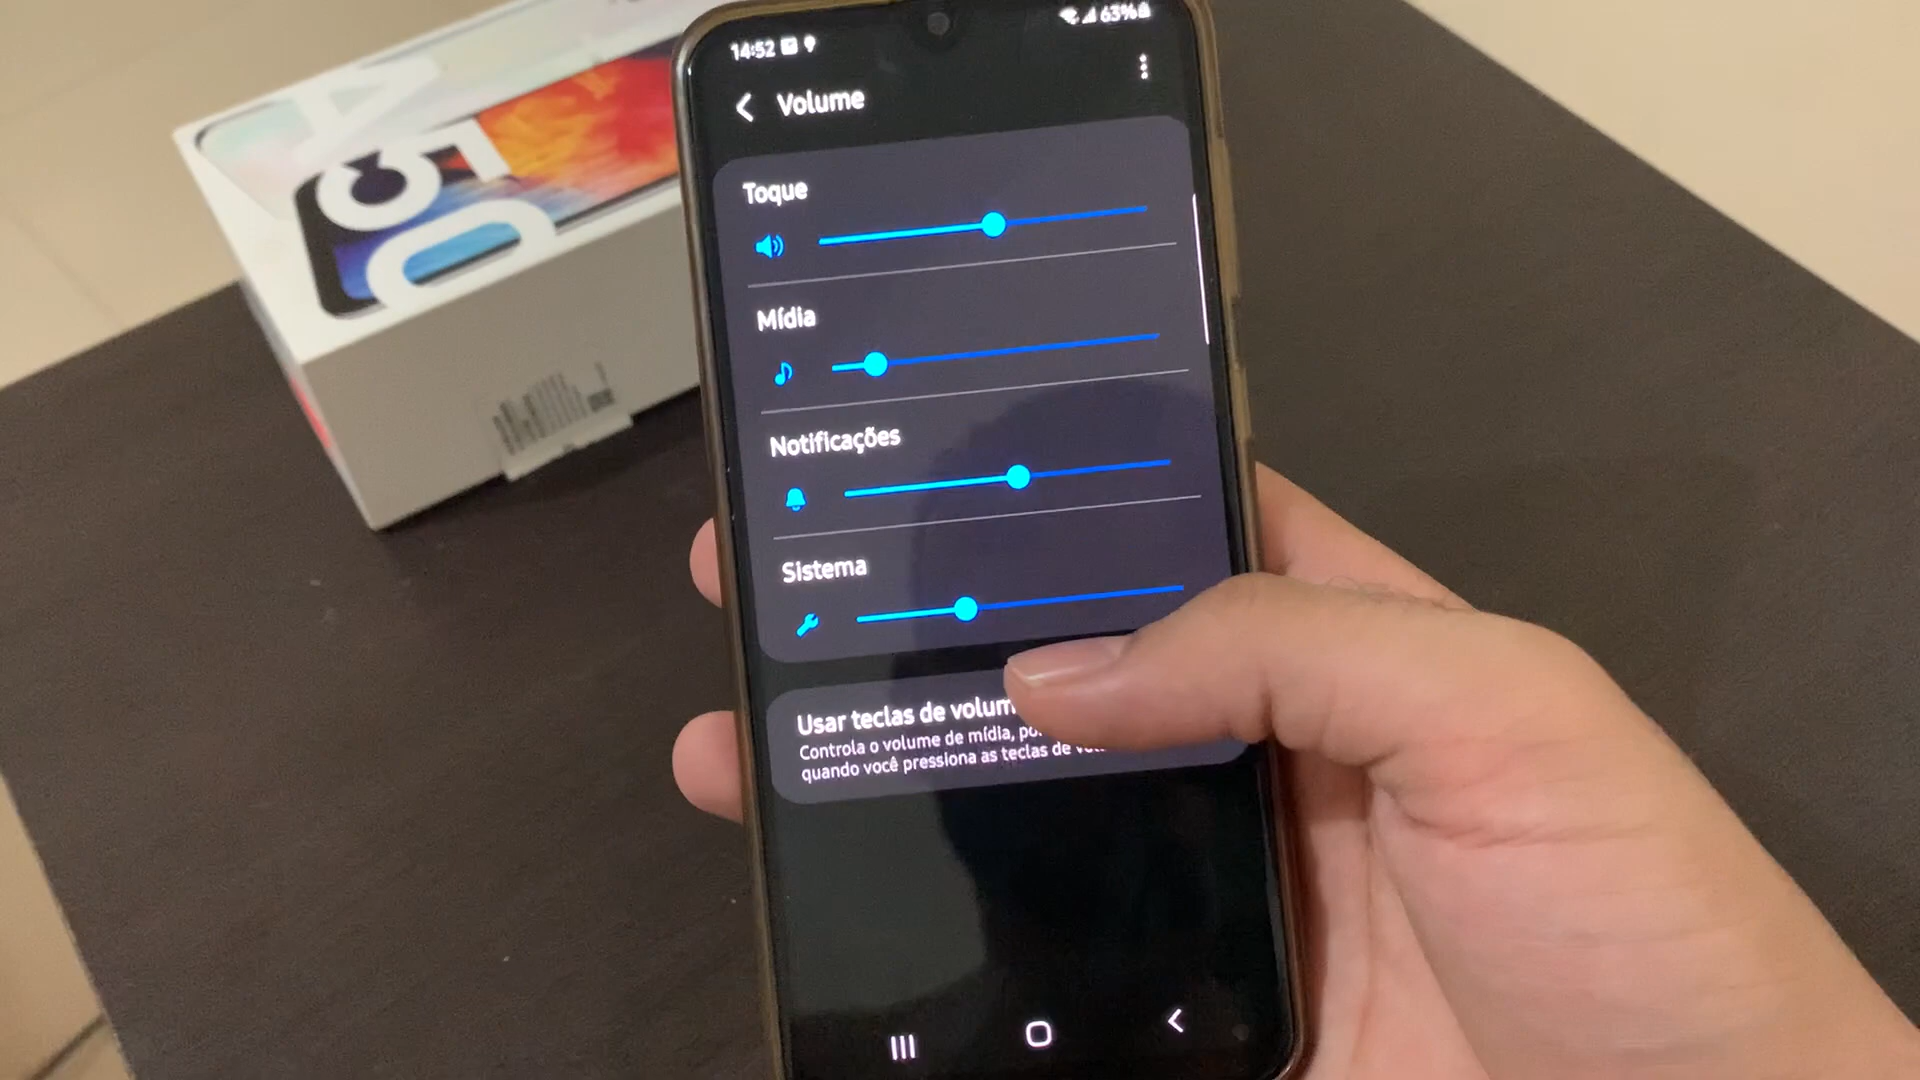 14:52
63%
Volume
Toque
Mídia
Notificações
Sistema
Usar teclas de volum
Controla o volume de mídia, po
quando você pressiona as teclas de
A50